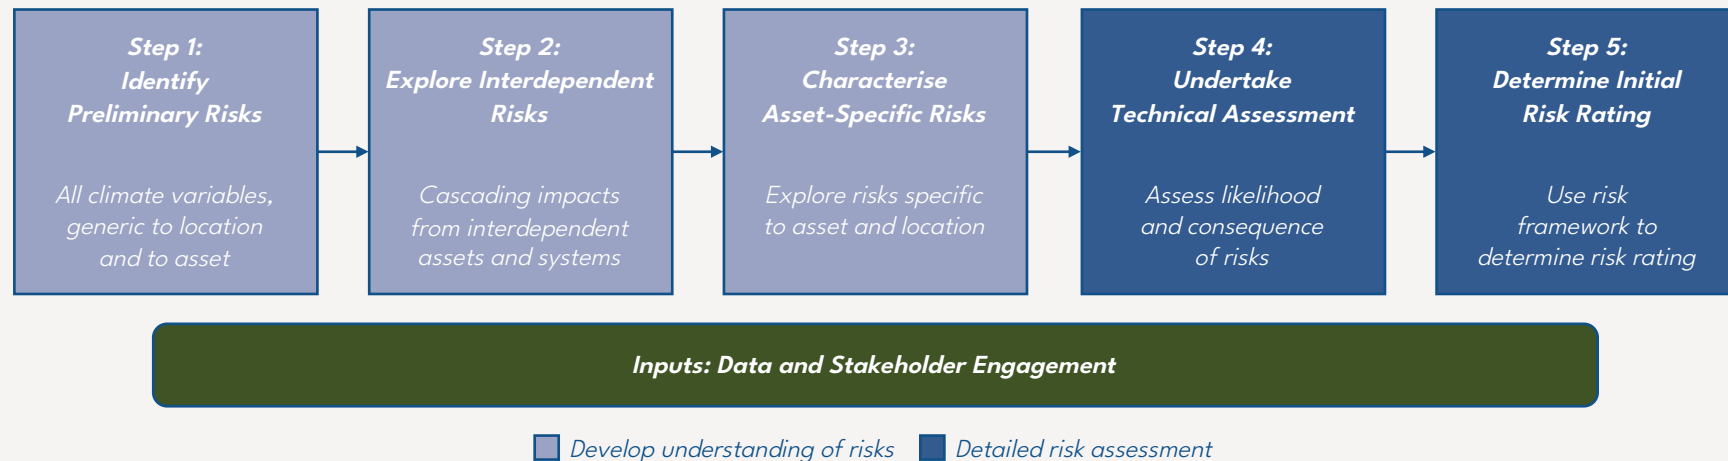 Step 1:
Identify
Preliminary Risks
All climate variables,
generic to location
and to asset
Step 2:
Explore Interdependent
Risks
Cascading impacts
from interdependent
assets and systems
Step 3:
Characterise
Asset-Specific Risks
Explore risks specific
to asset and location
Step 4:
Undertake
Technical Assessment
Assess likelihood
and consequence
of risks
Step 5:
Determine Initial
Risk Rating
Use risk
framework to
determine risk rating
Inputs: Data and Stakeholder Engagement
Develop understanding of risks
Detailed risk assessment